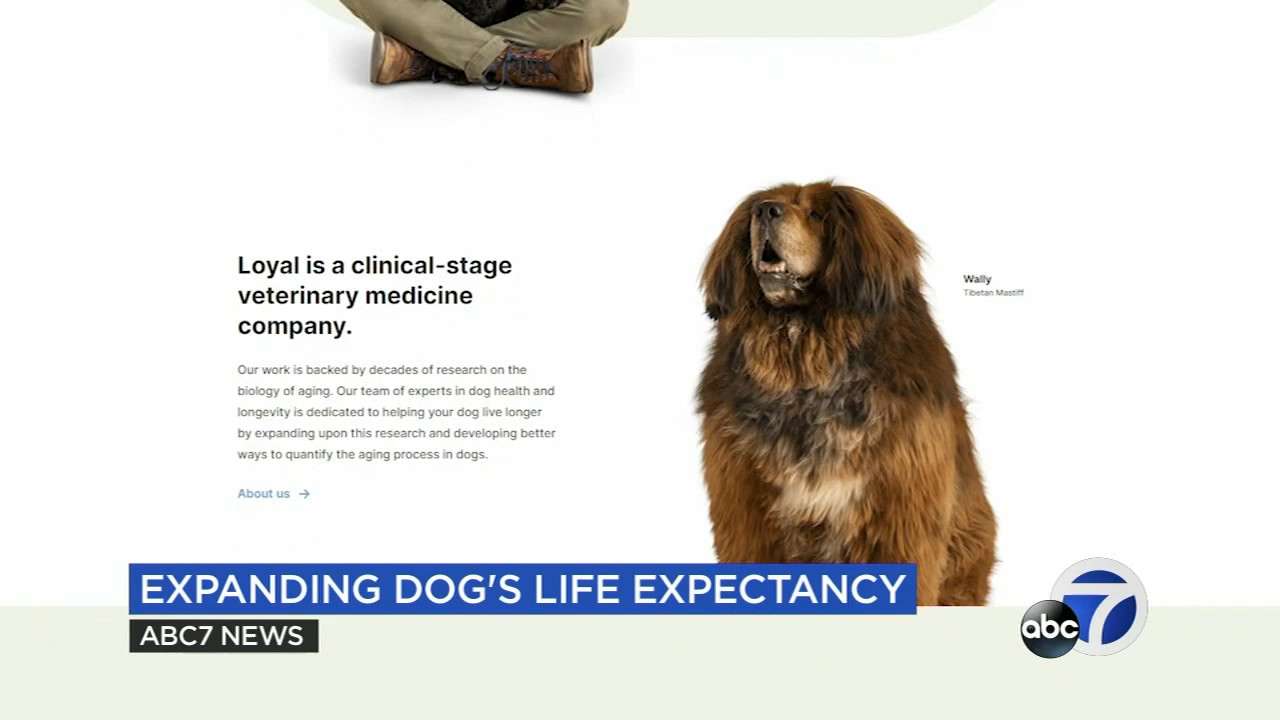 Loyal is a clinical-stage
veterinary medicine
company.
Our work is backed by decades of research on the
biology of aging. Our team of experts in dog health and
longevity is dedicated to helping your dog live longer
by expanding upon this research and developing better
ways to quantify the aging process in dogs.
About us →
Wally
Tibetan Mastiff
EXPANDING DOG'S LIFE EXPECTANCY
ABC7 NEWS
abc 7